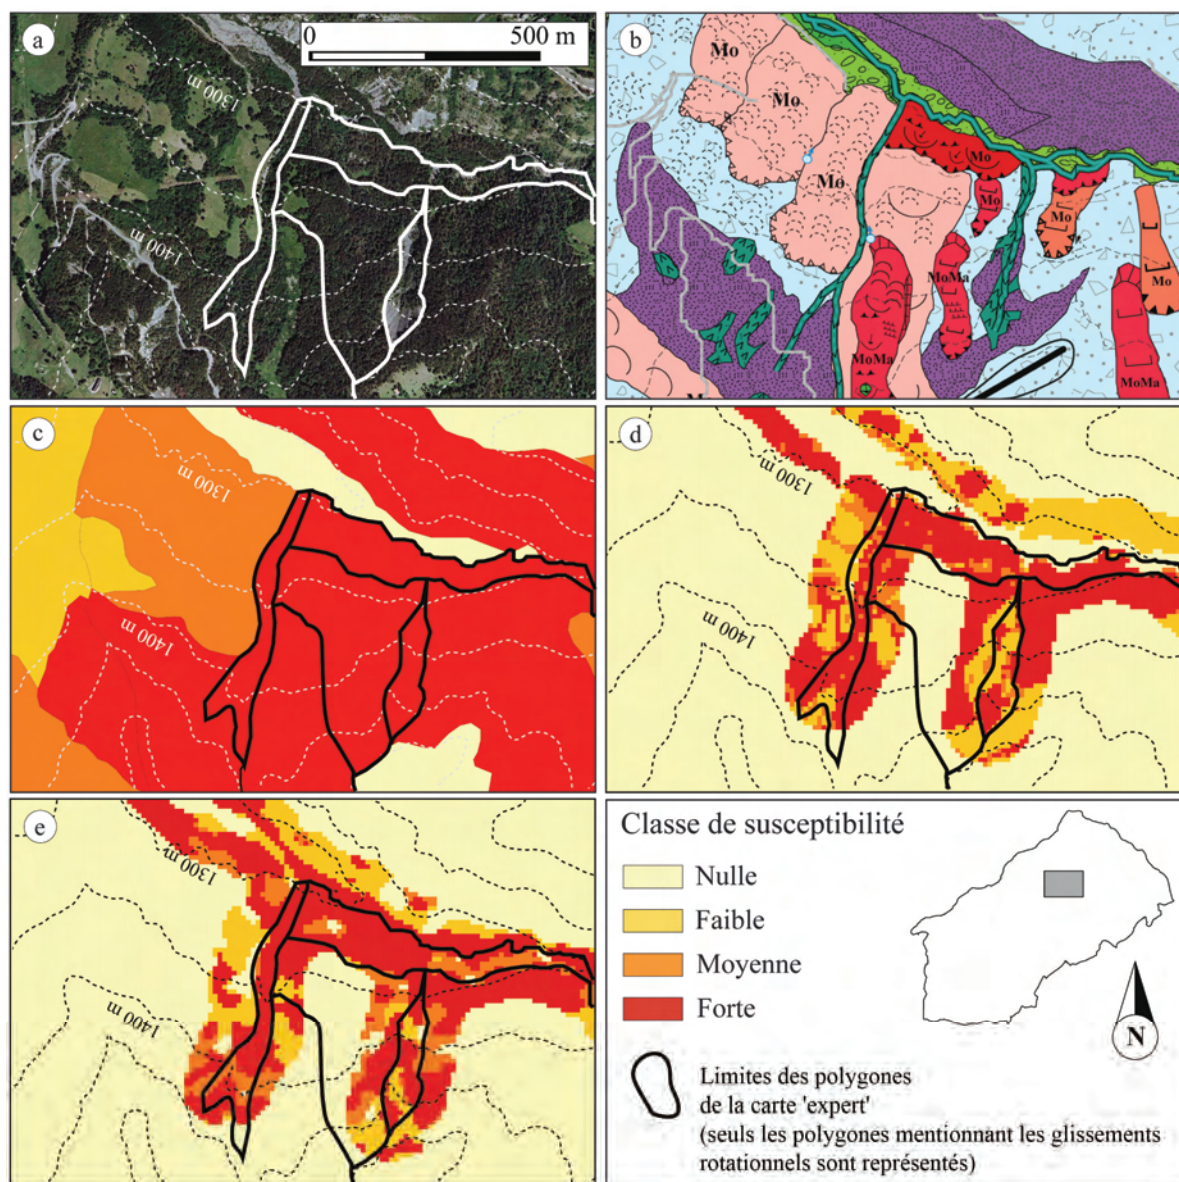 a
0 500 m
1300 m
1400 m
b
Mo
Mo
Mo
Mo
Mo
Mo
Mo
MoMa
MoMa
MoMa
c
1300 m
1400 m
d
1300 m
1400 m
e
1300 m
1400 m
Classe de susceptibilité
Nulle
Faible
Moyenne
Forte
N
Limites des polygones
de la carte 'expert'
(seuls les polygones mentionnant les glissements
rotationnels sont représentés)